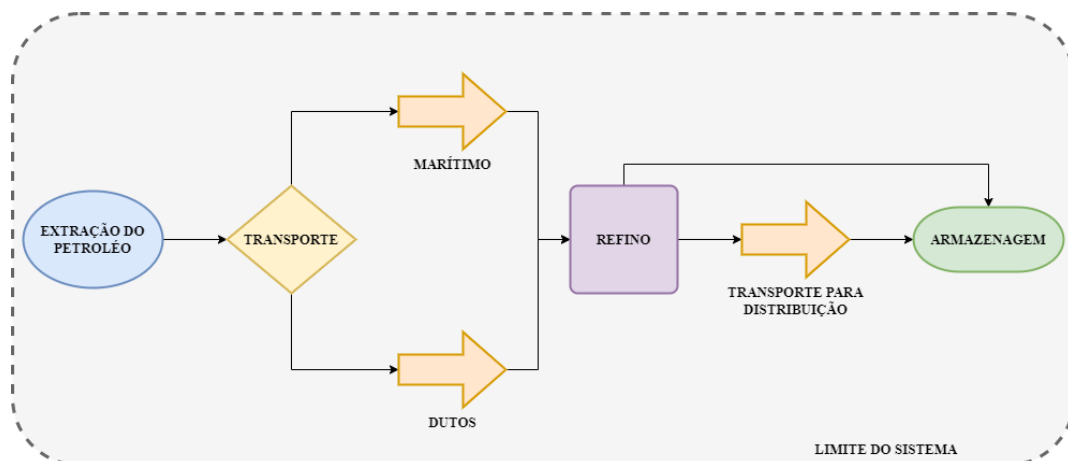 MARÍTIMO
EXTRAÇÃO DO
PETROLÉO
TRANSPORTE
REFINO
ARMAZENAGEM
TRANSPORTE PARA
DISTRIBUIÇÃO
DUTOS
LIMITE DO SISTEMA